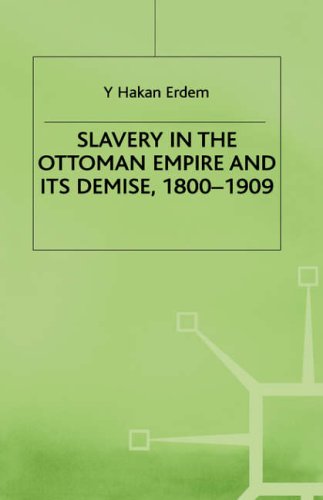 Y Hakan Erdem
SLAVERY IN THE
OTTOMAN EMPIRE AND
ITS DEMISE, 1800–1909